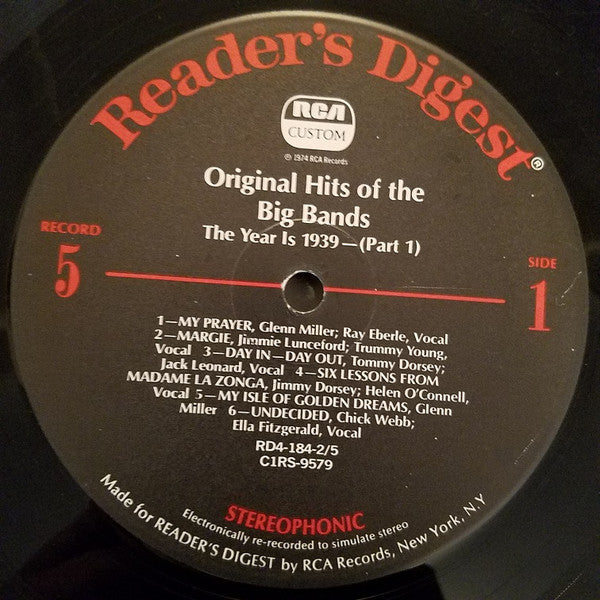 Reader's Digest®
RCA
CUSTOM
℗ 1974 RCA Records
Original Hits of the
Big Bands
The Year Is 1939—(Part 1)
RECORD
5
SIDE
1
1—MY PRAYER, Glenn Miller; Ray Eberle, Vocal
2—MARGIE, Jimmie Lunceford; Trummy Young,
Vocal 3—DAY IN—DAY OUT, Tommy Dorsey;
Jack Leonard, Vocal 4—SIX LESSONS FROM
MADAME LA ZONGA, Jimmy Dorsey; Helen O'Connell,
Vocal 5—MY ISLE OF GOLDEN DREAMS, Glenn
Miller 6—UNDECIDED, Chick Webb;
Ella Fitzgerald, Vocal
RD4-184-2/5
C1RS-9579
STEREOPHONIC
Electronically re-recorded to simulate stereo
Made for READER'S DIGEST by RCA Records, New York, N.Y